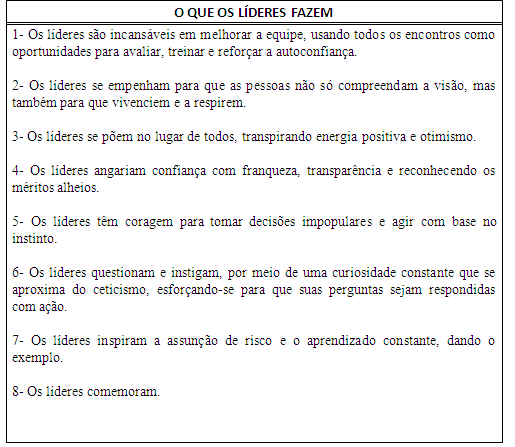 O QUE OS LÍDERES FAZEM
1- Os líderes são incansáveis em melhorar a equipe, usando todos os encontros como
oportunidades para avaliar, treinar e reforçar a autoconfiança.
2- Os líderes se empenham para que as pessoas não só compreendam a visão, mas
também para que vivenciem e a respirem.
3- Os líderes se põem no lugar de todos, transpirando energia positiva e otimismo.
4- Os líderes angariam confiança com franqueza, transparência e reconhecendo os
méritos alheios.
5- Os líderes têm coragem para tomar decisões impopulares e agir com base no
instinto.
6- Os líderes questionam e instigam, por meio de uma curiosidade constante que se
aproxima do ceticismo, esforçando-se para que suas perguntas sejam respondidas
com ação.
7- Os líderes inspiram a assunção de risco e o aprendizado constante, dando o
exemplo.
8- Os líderes comemoram.